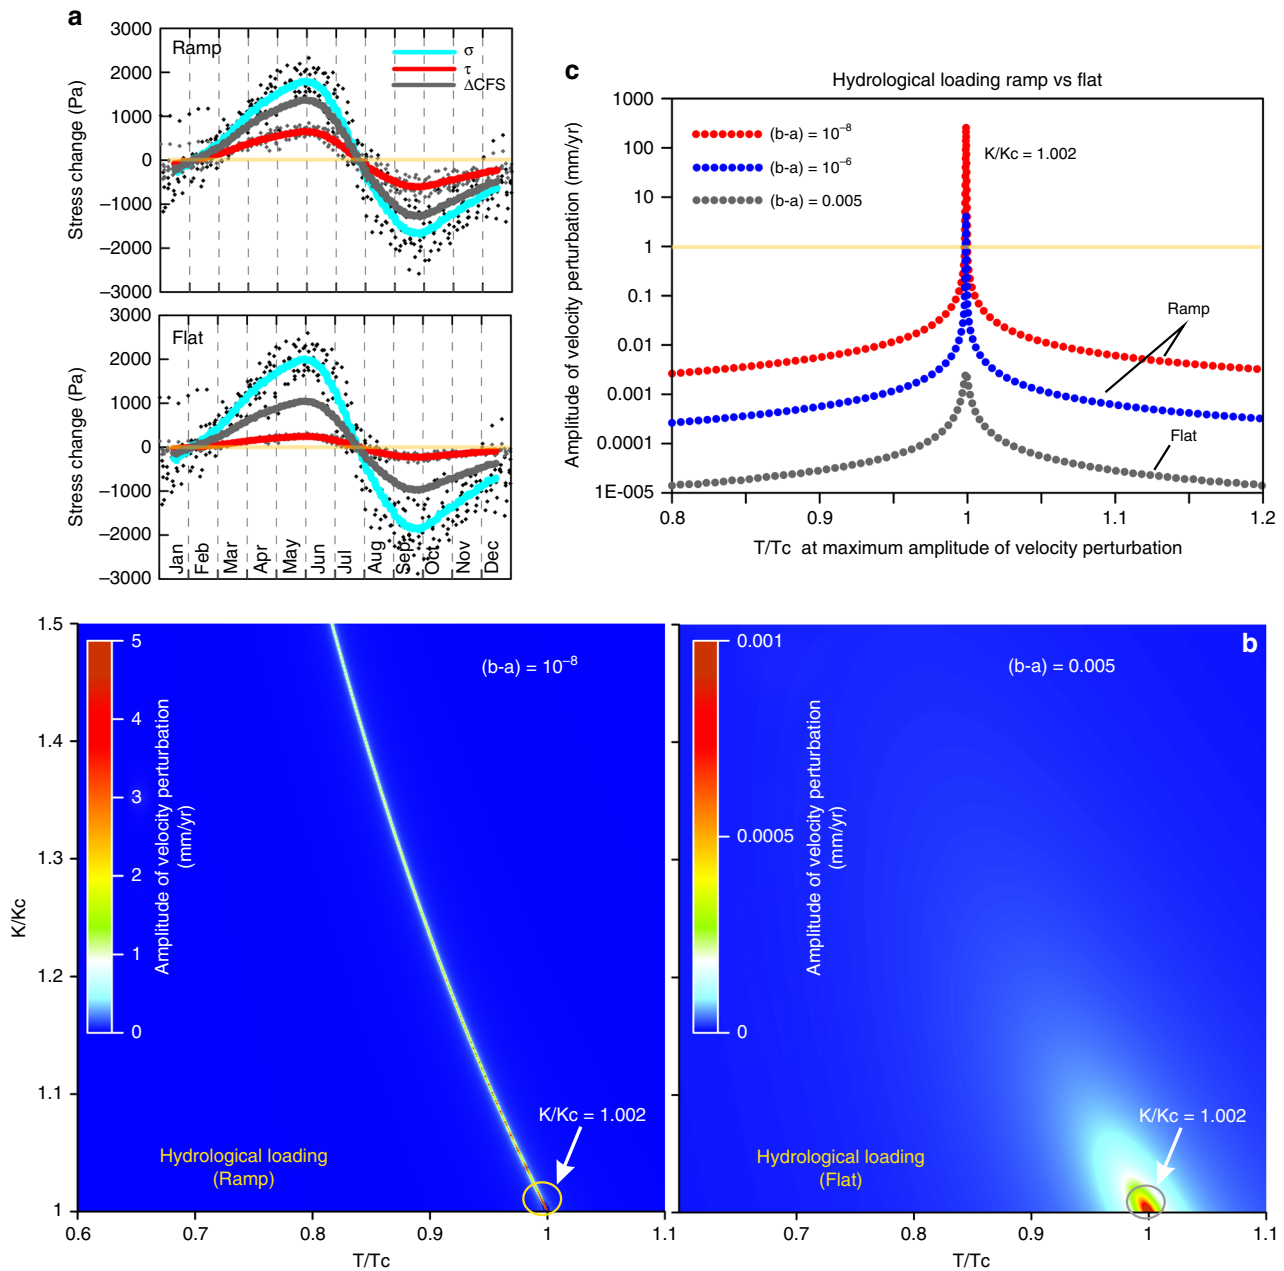 a
3000
2000
1000
0
−1000
−2000
−3000
Stress change (Pa)
Ramp
σ
τ
ΔCFS
3000
2000
1000
0
−1000
−2000
−3000
Stress change (Pa)
Flat
Jan
Feb
Mar
Apr
May
Jun
Jul
Aug
Sep
Oct
Nov
Dec
c
Hydrological loading ramp vs flat
1000
100
10
1
0.1
0.01
0.001
0.0001
1E-005
Amplitude of velocity perturbation (mm/yr)
(b-a) = 10⁻⁸
(b-a) = 10⁻⁶
(b-a) = 0.005
K/Kc = 1.002
Ramp
Flat
0.8
0.9
1
1.1
1.2
T/Tc at maximum amplitude of velocity perturbation
1.5
1.4
1.3
1.2
1.1
1
K/Kc
5
4
3
2
1
0
Amplitude of velocity perturbation
(mm/yr)
(b-a) = 10⁻⁸
K/Kc = 1.002
Hydrological loading
(Ramp)
0.6
0.7
0.8
0.9
1
1.1
T/Tc
b
0.001
0.0005
0
Amplitude of velocity perturbation
(mm/yr)
(b-a) = 0.005
K/Kc = 1.002
Hydrological loading
(Flat)
0.7
0.8
0.9
1
1.1
T/Tc